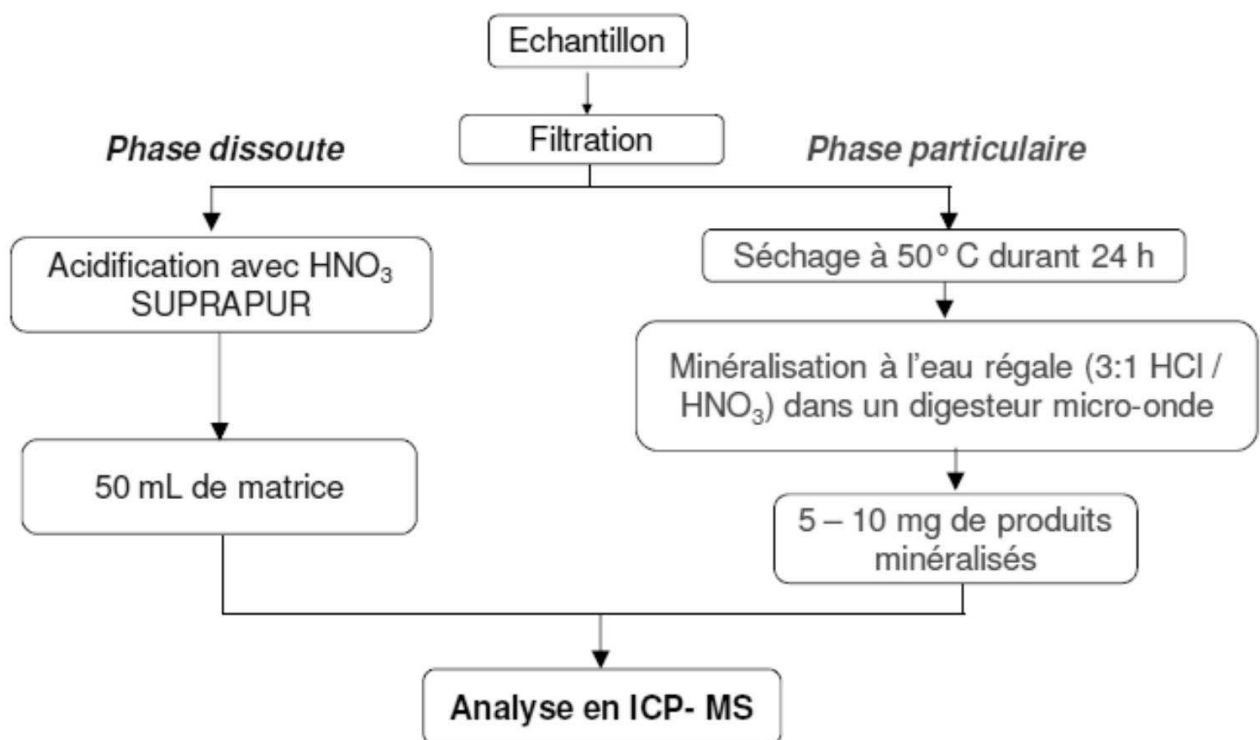 Echantillon
Filtration
Phase dissoute
Phase particulaire
Acidification avec HNO₃
SUPRAPUR
50 mL de matrice
Séchage à 50° C durant 24 h
Minéralisation à l'eau régale (3:1 HCl /
HNO₃) dans un digesteur micro-onde
5 – 10 mg de produits
minéralisés
Analyse en ICP- MS